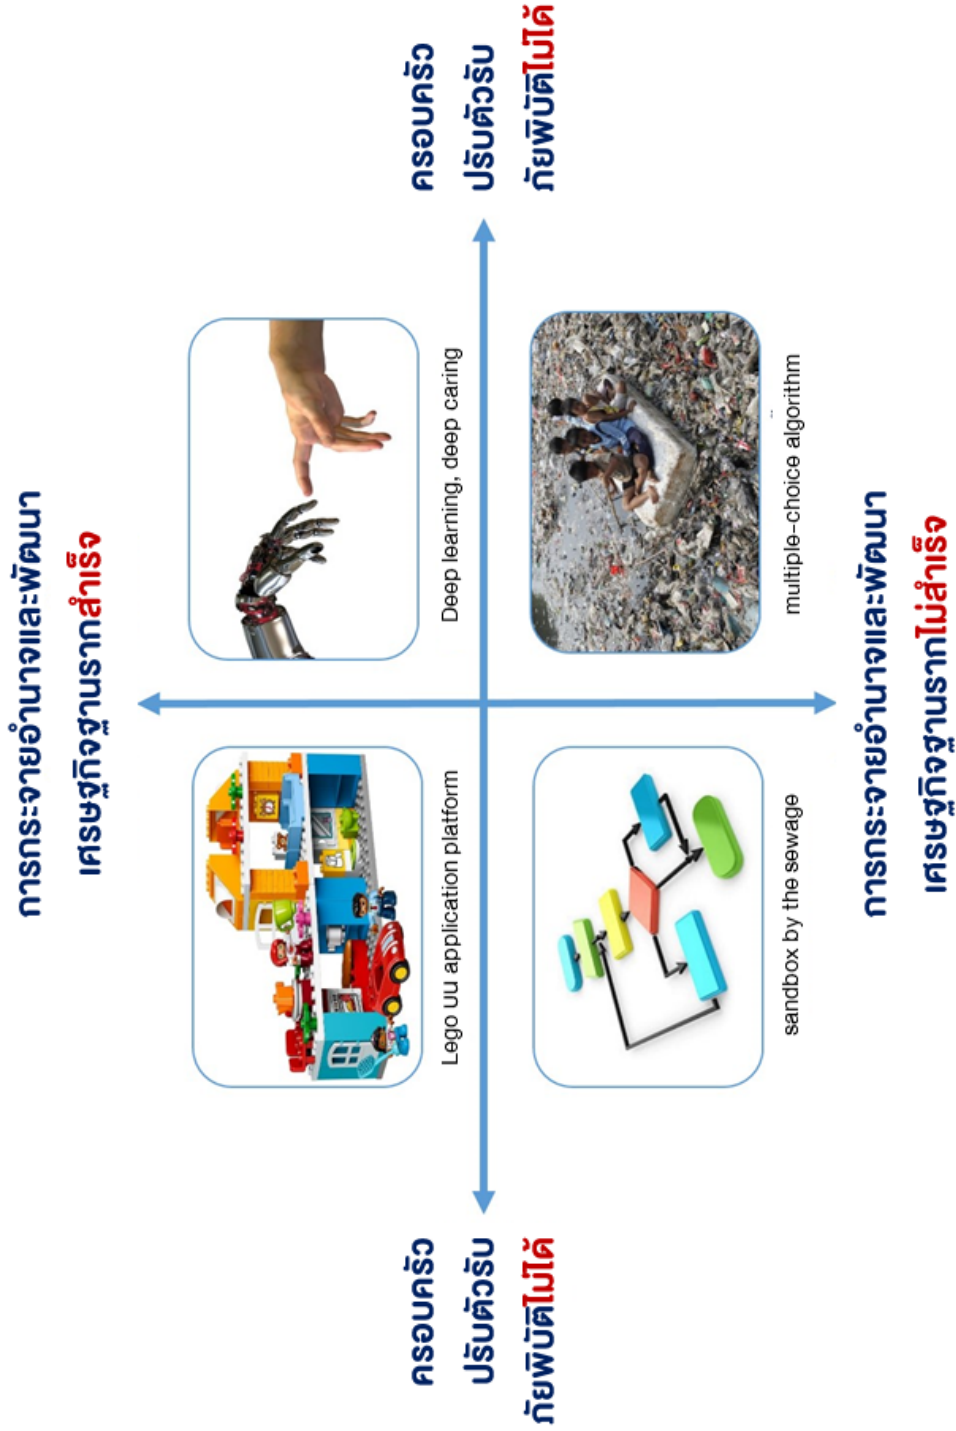 การกระจายอำนาจและพัฒนา
เศรษฐกิจฐานรากสำเร็จ
Lego บน application platform
Deep learning, deep caring
ครอบครัว
ปรับตัวรับ
ภัยพิบัติไม่ได้
ครอบครัว
ปรับตัวรับ
ภัยพิบัติไม่ได้
sandbox by the sewage
multiple-choice algorithm
การกระจายอำนาจและพัฒนา
เศรษฐกิจฐานรากไม่สำเร็จ